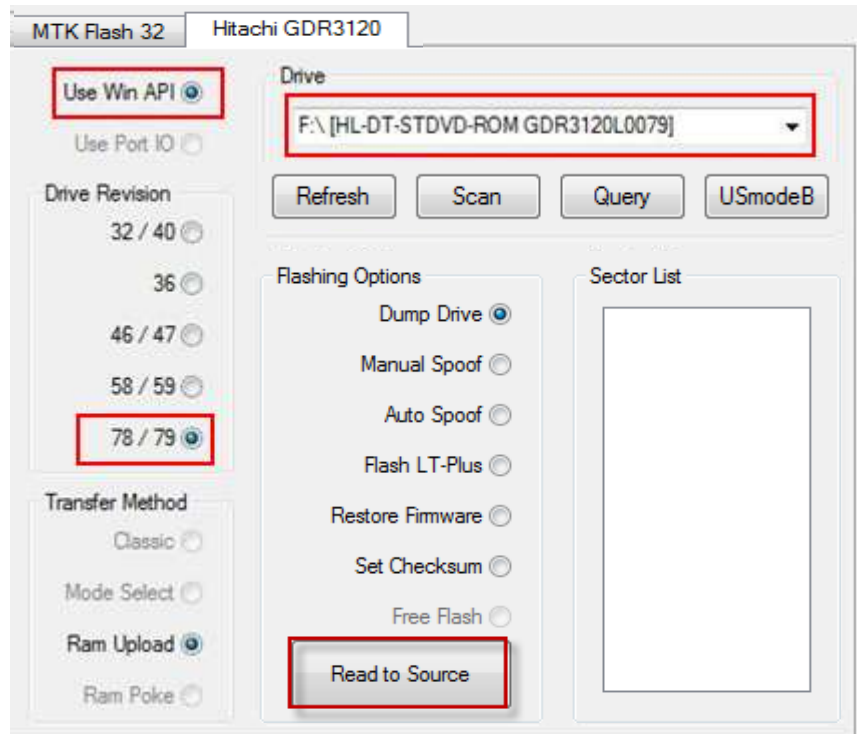 MTK Flash 32
Hitachi GDR3120
Use Win API
Use Port IO
Drive
F:\ [HL-DT-STDVD-ROM GDR3120L0079]
Refresh
Scan
Query
USmodeB
Drive Revision
32 / 40
36
46 / 47
58 / 59
78 / 79
Transfer Method
Classic
Mode Select
Ram Upload
Ram Poke
Flashing Options
Dump Drive
Manual Spoof
Auto Spoof
Flash LT-Plus
Restore Firmware
Set Checksum
Free Flash
Read to Source
Sector List